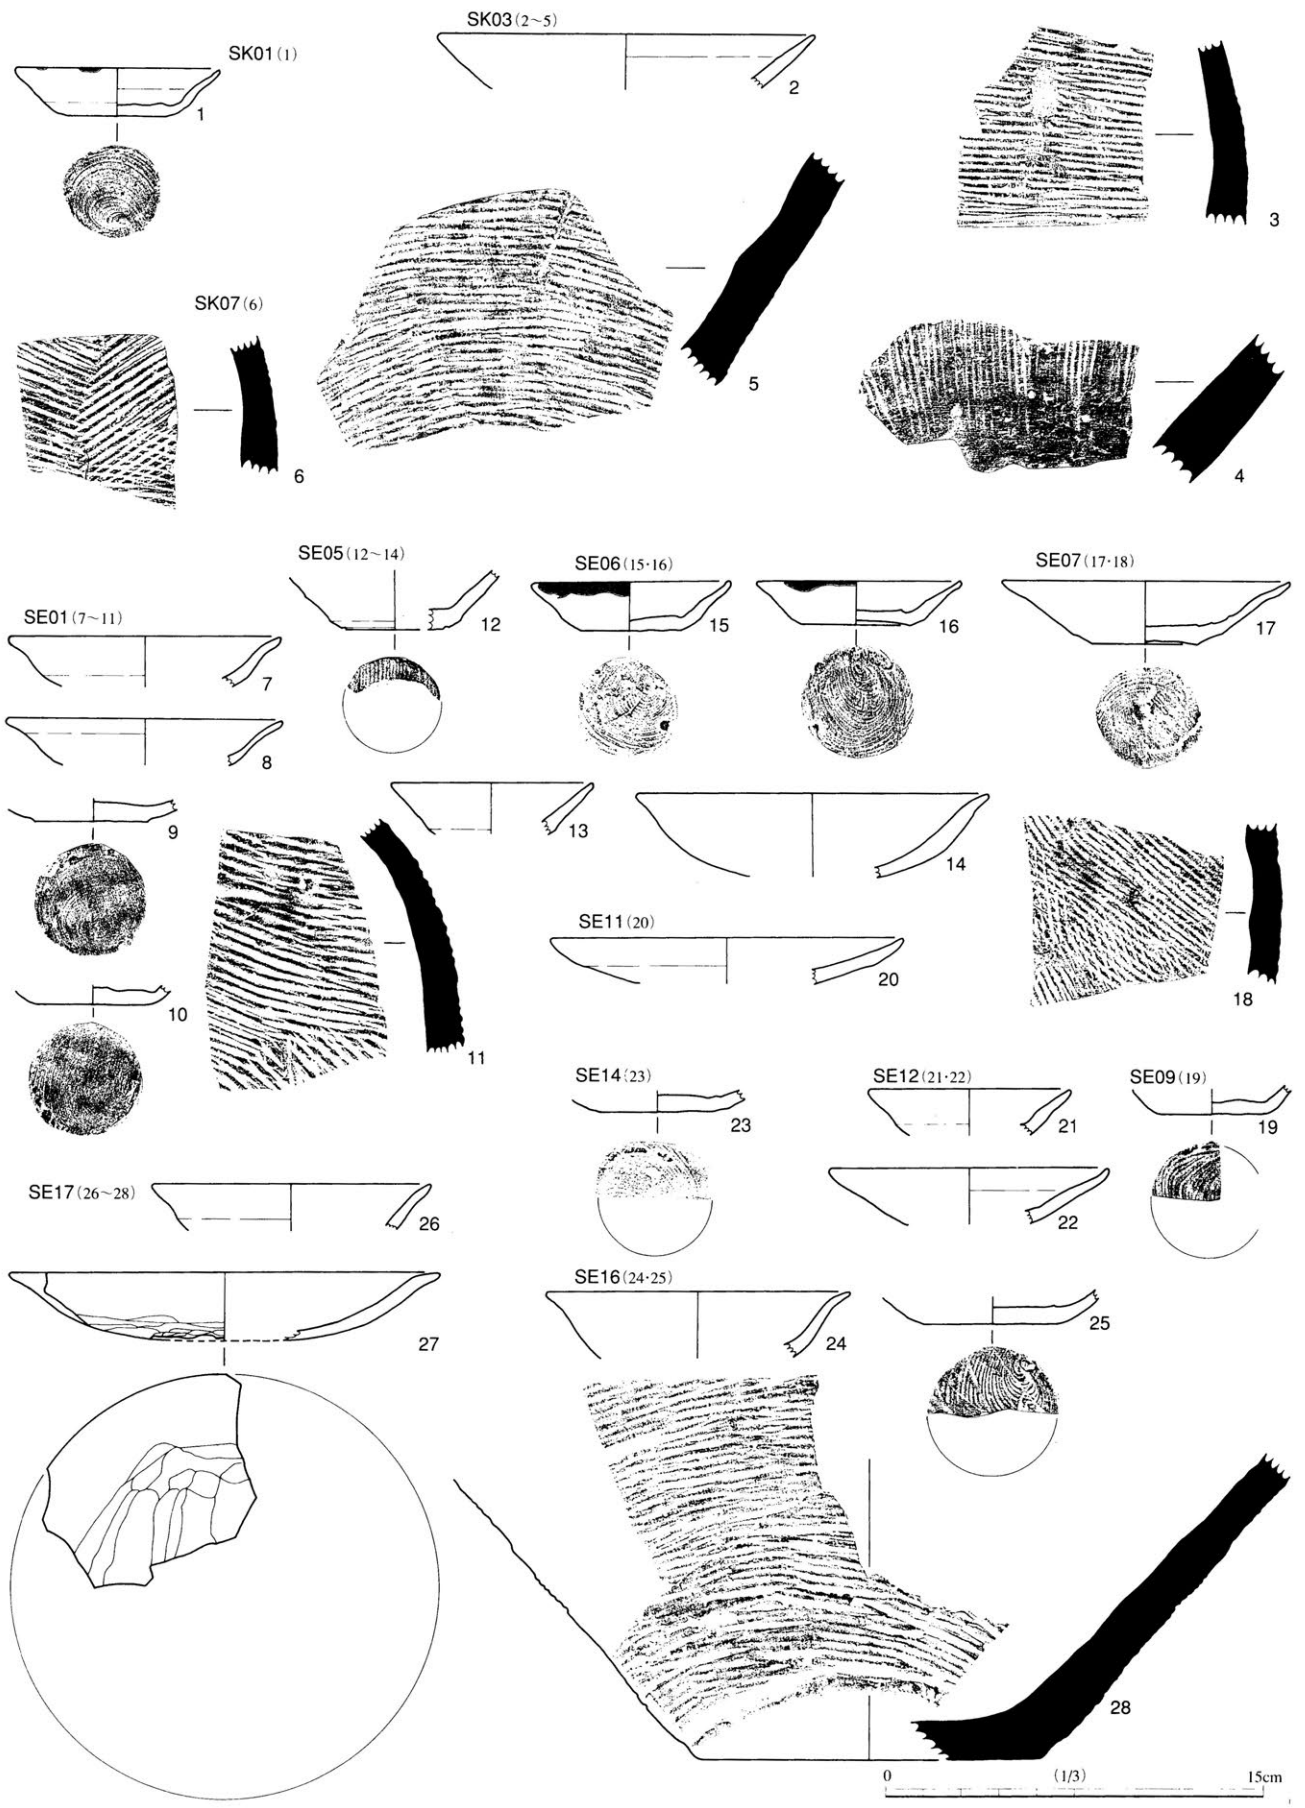 SK03(2～5)
SK01(1)
1
2
3
SK07(6)
5
6
4
SE05(12～14)
SE06(15·16)
SE07(17·18)
SE01(7～11)
12
15
16
17
7
8
9
13
14
SE11(20)
20
18
10
11
SE14(23)
SE12(21·22)
SE09(19)
23
21
19
SE17(26～28)
26
22
SE16(24·25)
27
24
25
28
0 (1/3) 15cm